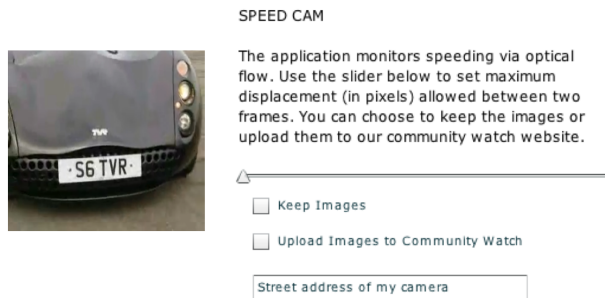 SPEED CAM
The application monitors speeding via optical
flow. Use the slider below to set maximum
displacement (in pixels) allowed between two
frames. You can choose to keep the images or
upload them to our community watch website.
TVR
·S6 TVR·
Keep Images
Upload Images to Community Watch
Street address of my camera